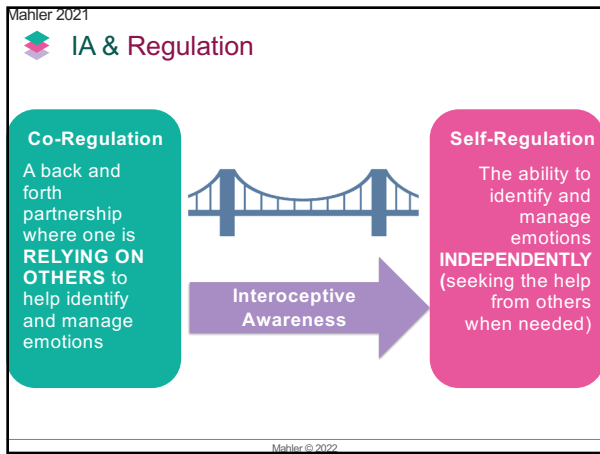 Mahler 2021
IA & Regulation
Co-Regulation
A back and
forth
partnership
where one is
RELYING ON
OTHERS to
help identify
and manage
emotions
Interoceptive
Awareness
Self-Regulation
The ability to
identify and
manage
emotions
INDEPENDENTLY
(seeking the help
from others
when needed)
Mahler © 2022